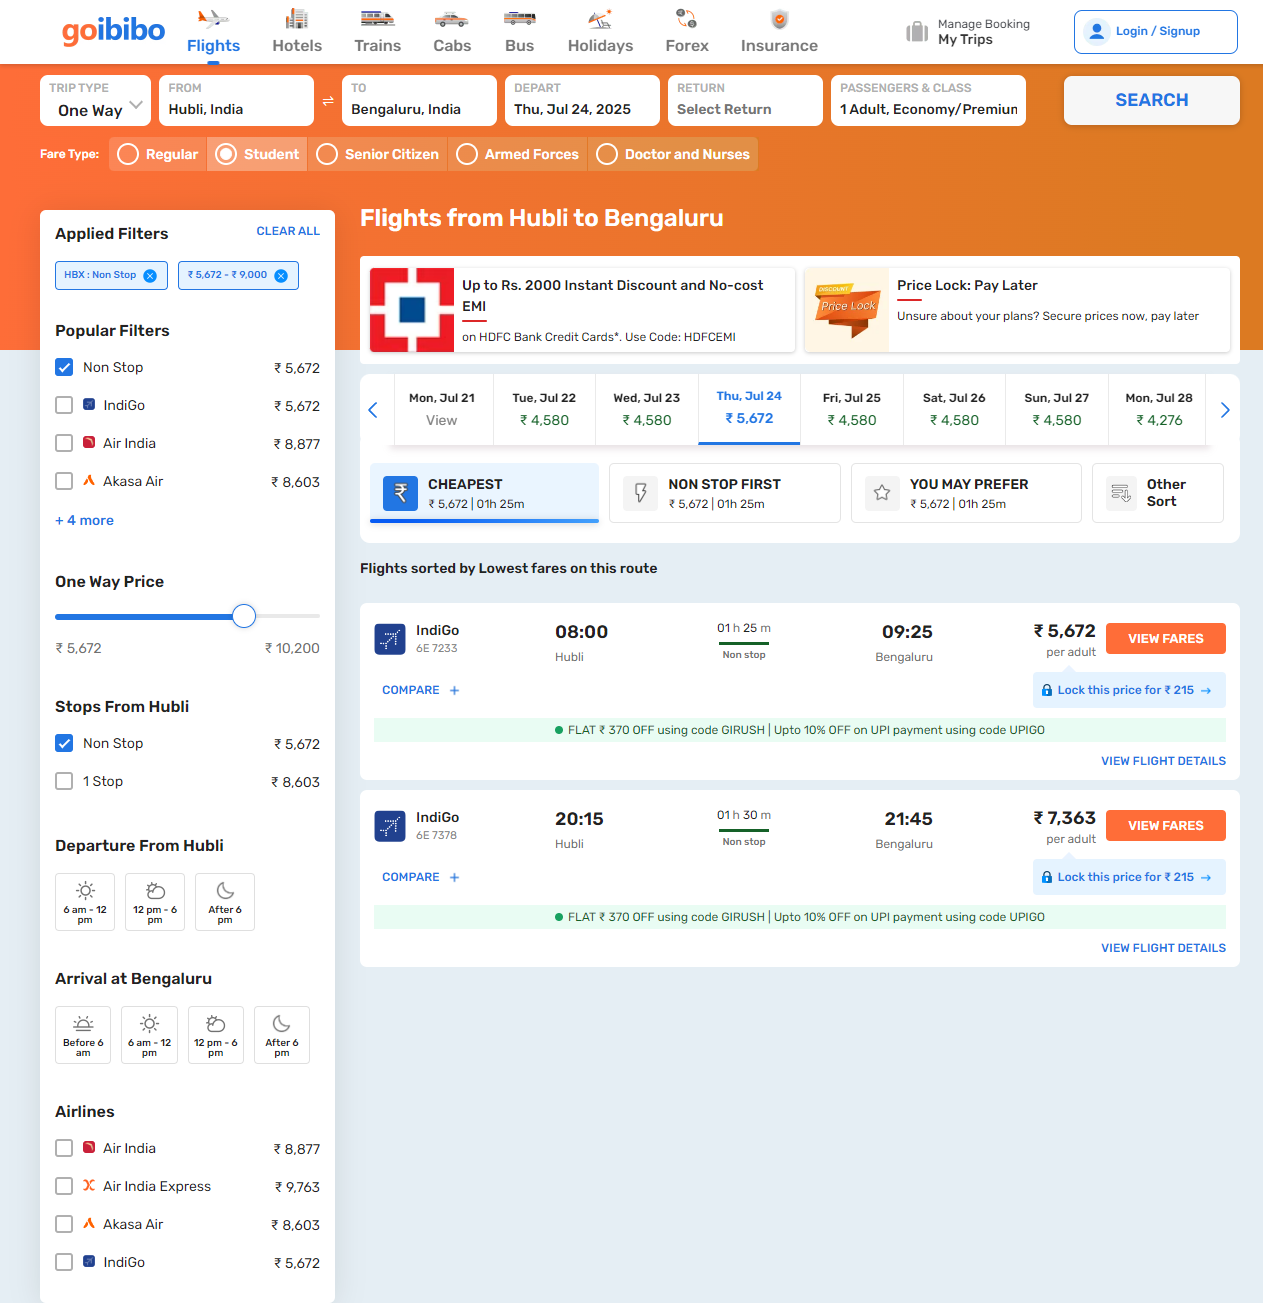 goibibo
Flights
Hotels
Trains
Cabs
Bus
Holidays
Forex
Insurance
Manage Booking
My Trips
Login / Signup
TRIP TYPE
One Way
FROM
Hubli, India
TO
Bengaluru, India
DEPART
Thu, Jul 24, 2025
RETURN
Select Return
PASSENGERS & CLASS
1 Adult, Economy/Premiun
SEARCH
Fare Type:
Regular
Student
Senior Citizen
Armed Forces
Doctor and Nurses
Applied Filters
CLEAR ALL
HBX : Non Stop
₹ 5,672 - ₹ 9,000
Popular Filters
Non Stop ₹ 5,672
IndiGo ₹ 5,672
Air India ₹ 8,877
Akasa Air ₹ 8,603
+ 4 more
One Way Price
₹ 5,672 ₹ 10,200
Stops From Hubli
Non Stop ₹ 5,672
1 Stop ₹ 8,603
Departure From Hubli
6 am - 12
pm
12 pm - 6
pm
After 6
pm
Arrival at Bengaluru
Before 6
am
6 am - 12
pm
12 pm - 6
pm
After 6
pm
Airlines
Air India ₹ 8,877
Air India Express ₹ 9,763
Akasa Air ₹ 8,603
IndiGo ₹ 5,672
Flights from Hubli to Bengaluru
Up to Rs. 2000 Instant Discount and No-cost
EMI
on HDFC Bank Credit Cards*. Use Code: HDFCEMI
DISCOUNT
Price Lock
Price Lock: Pay Later
Unsure about your plans? Secure prices now, pay later
Mon, Jul 21
View
Tue, Jul 22
₹ 4,580
Wed, Jul 23
₹ 4,580
Thu, Jul 24
₹ 5,672
Fri, Jul 25
₹ 4,580
Sat, Jul 26
₹ 4,580
Sun, Jul 27
₹ 4,580
Mon, Jul 28
₹ 4,276
CHEAPEST
₹ 5,672 | 01h 25m
NON STOP FIRST
₹ 5,672 | 01h 25m
YOU MAY PREFER
₹ 5,672 | 01h 25m
Other
Sort
Flights sorted by Lowest fares on this route
IndiGo
6E 7233
08:00
Hubli
01 h 25 m
Non stop
09:25
Bengaluru
₹ 5,672
per adult
VIEW FARES
COMPARE +
Lock this price for ₹ 215 →
FLAT ₹ 370 OFF using code GIRUSH | Upto 10% OFF on UPI payment using code UPIGO
VIEW FLIGHT DETAILS
IndiGo
6E 7378
20:15
Hubli
01 h 30 m
Non stop
21:45
Bengaluru
₹ 7,363
per adult
VIEW FARES
COMPARE +
Lock this price for ₹ 215 →
FLAT ₹ 370 OFF using code GIRUSH | Upto 10% OFF on UPI payment using code UPIGO
VIEW FLIGHT DETAILS